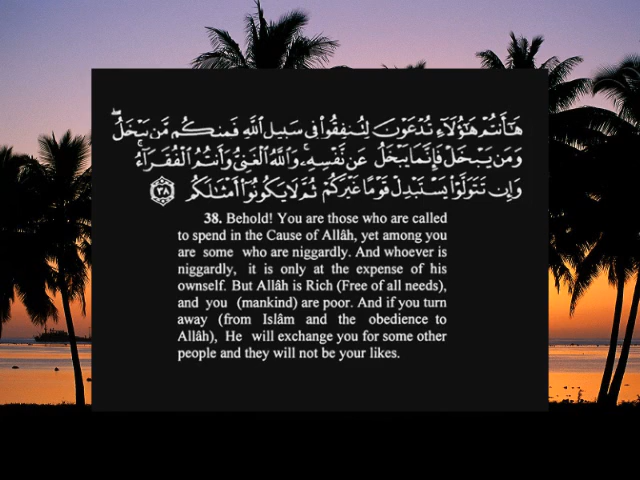 هَٰٓأَنتُمْ هَٰٓؤُلَآءِ تُدْعَوْنَ لِتُنفِقُوا۟ فِى سَبِيلِ ٱللَّهِ فَمِنكُم مَّن يَبْخَلُ ۖ
وَمَن يَبْخَلْ فَإِنَّمَا يَبْخَلُ عَن نَّفْسِهِۦ ۚ وَٱللَّهُ ٱلْغَنِىُّ وَأَنتُمُ ٱلْفُقَرَآءُ ۚ
وَإِن تَتَوَلَّوْا۟ يَسْتَبْدِلْ قَوْمًا غَيْرَكُمْ ثُمَّ لَا يَكُونُوٓا۟ أَمْثَٰلَكُم ٣٨
38. Behold! You are those who are called
to spend in the Cause of Allâh, yet among you
are some who are niggardly. And whoever is
niggardly, it is only at the expense of his
ownself. But Allâh is Rich (Free of all needs),
and you (mankind) are poor. And if you turn
away (from Islâm and the obedience to
Allâh), He will exchange you for some other
people and they will not be your likes.